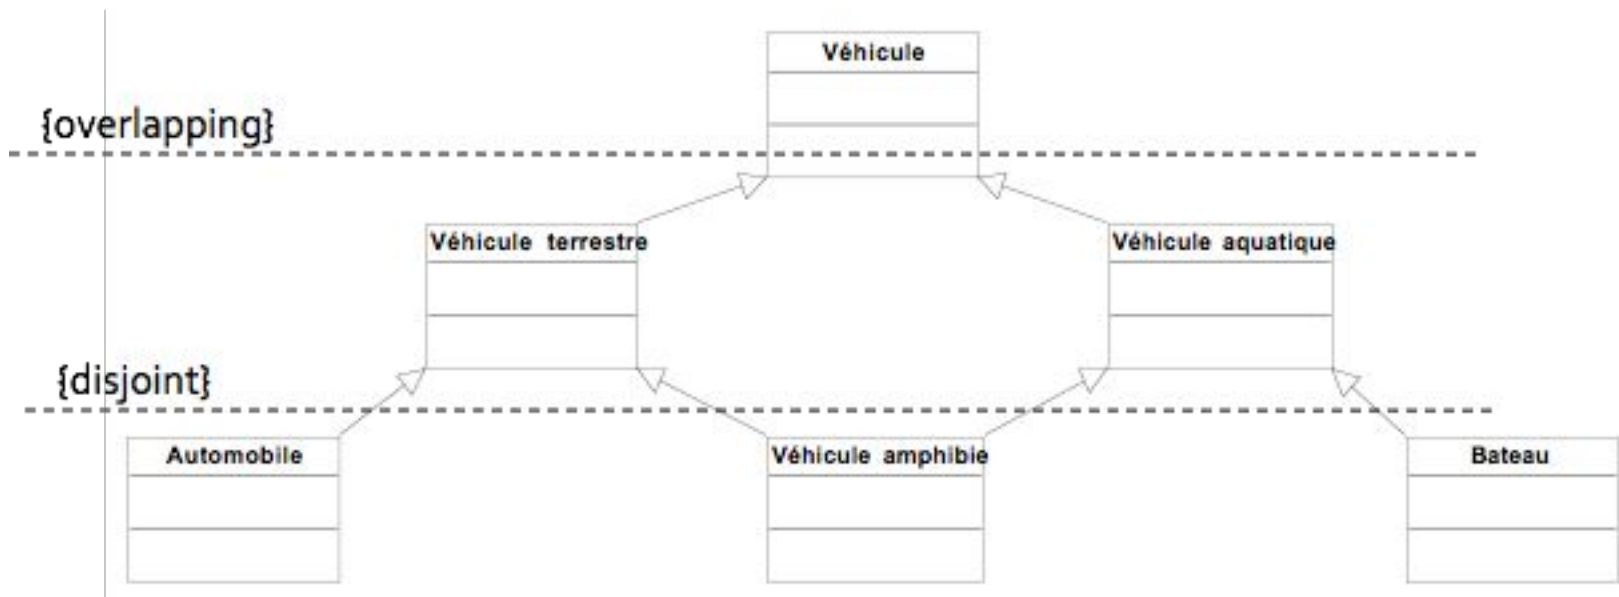 Véhicule
{overlapping}
Véhicule terrestre
Véhicule aquatique
{disjoint}
Automobile
Véhicule amphibie
Bateau